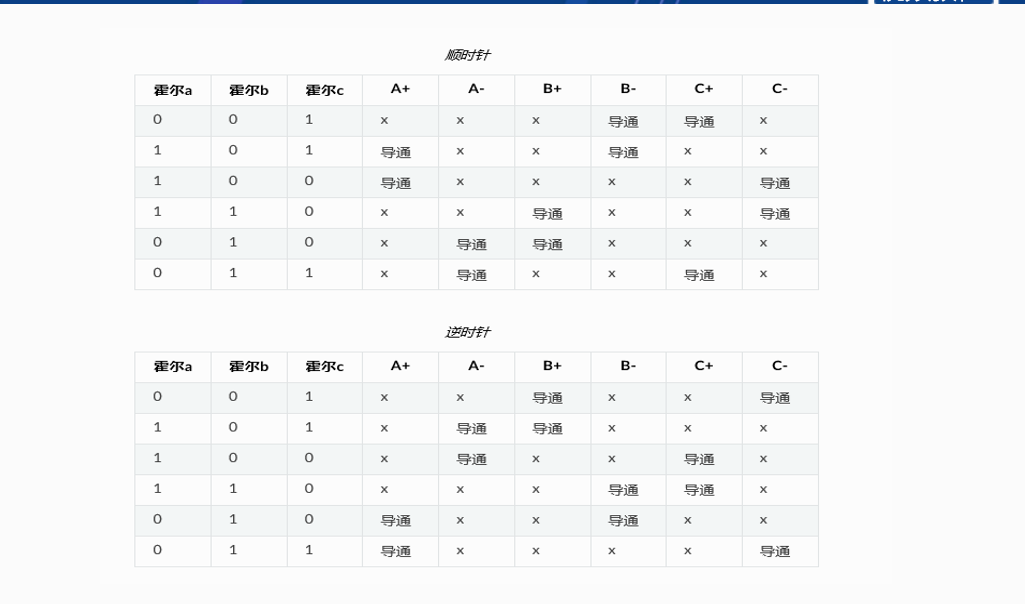 顺时针
霍尔a 霍尔b 霍尔c A+ A- B+ B- C+ C-
0 0 1 x x x 导通 导通 x
1 0 1 导通 x x 导通 x x
1 0 0 导通 x x x x 导通
1 1 0 x x 导通 x x 导通
0 1 0 x 导通 导通 x x x
0 1 1 x 导通 x x 导通 x
逆时针
霍尔a 霍尔b 霍尔c A+ A- B+ B- C+ C-
0 0 1 x x 导通 x x 导通
1 0 1 x 导通 导通 x x x
1 0 0 x 导通 x x 导通 x
1 1 0 x x x 导通 导通 x
0 1 0 导通 x x 导通 x x
0 1 1 导通 x x x x 导通